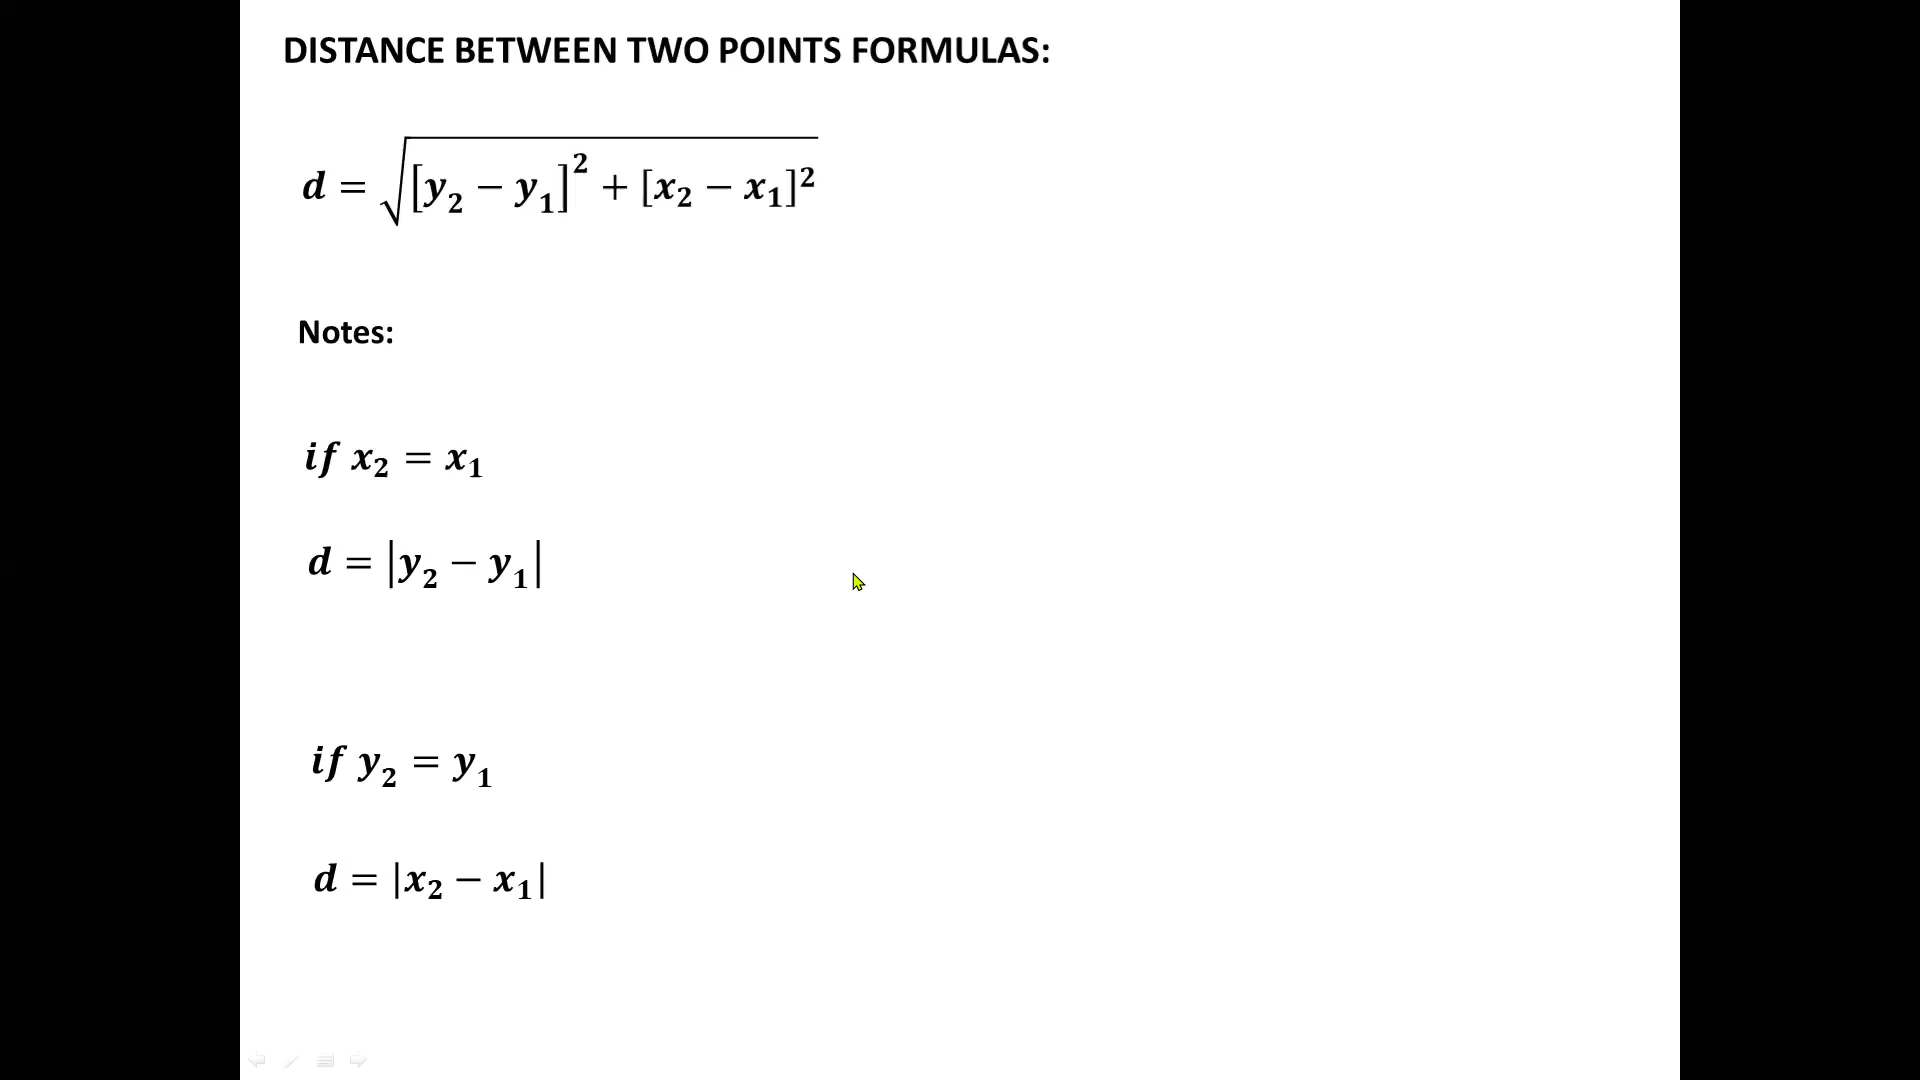 DISTANCE BETWEEN TWO POINTS FORMULAS:
d = √([y₂ − y₁]² + [x₂ − x₁]²)
Notes:
if x₂ = x₁
d = |y₂ − y₁|
if y₂ = y₁
d = |x₂ − x₁|